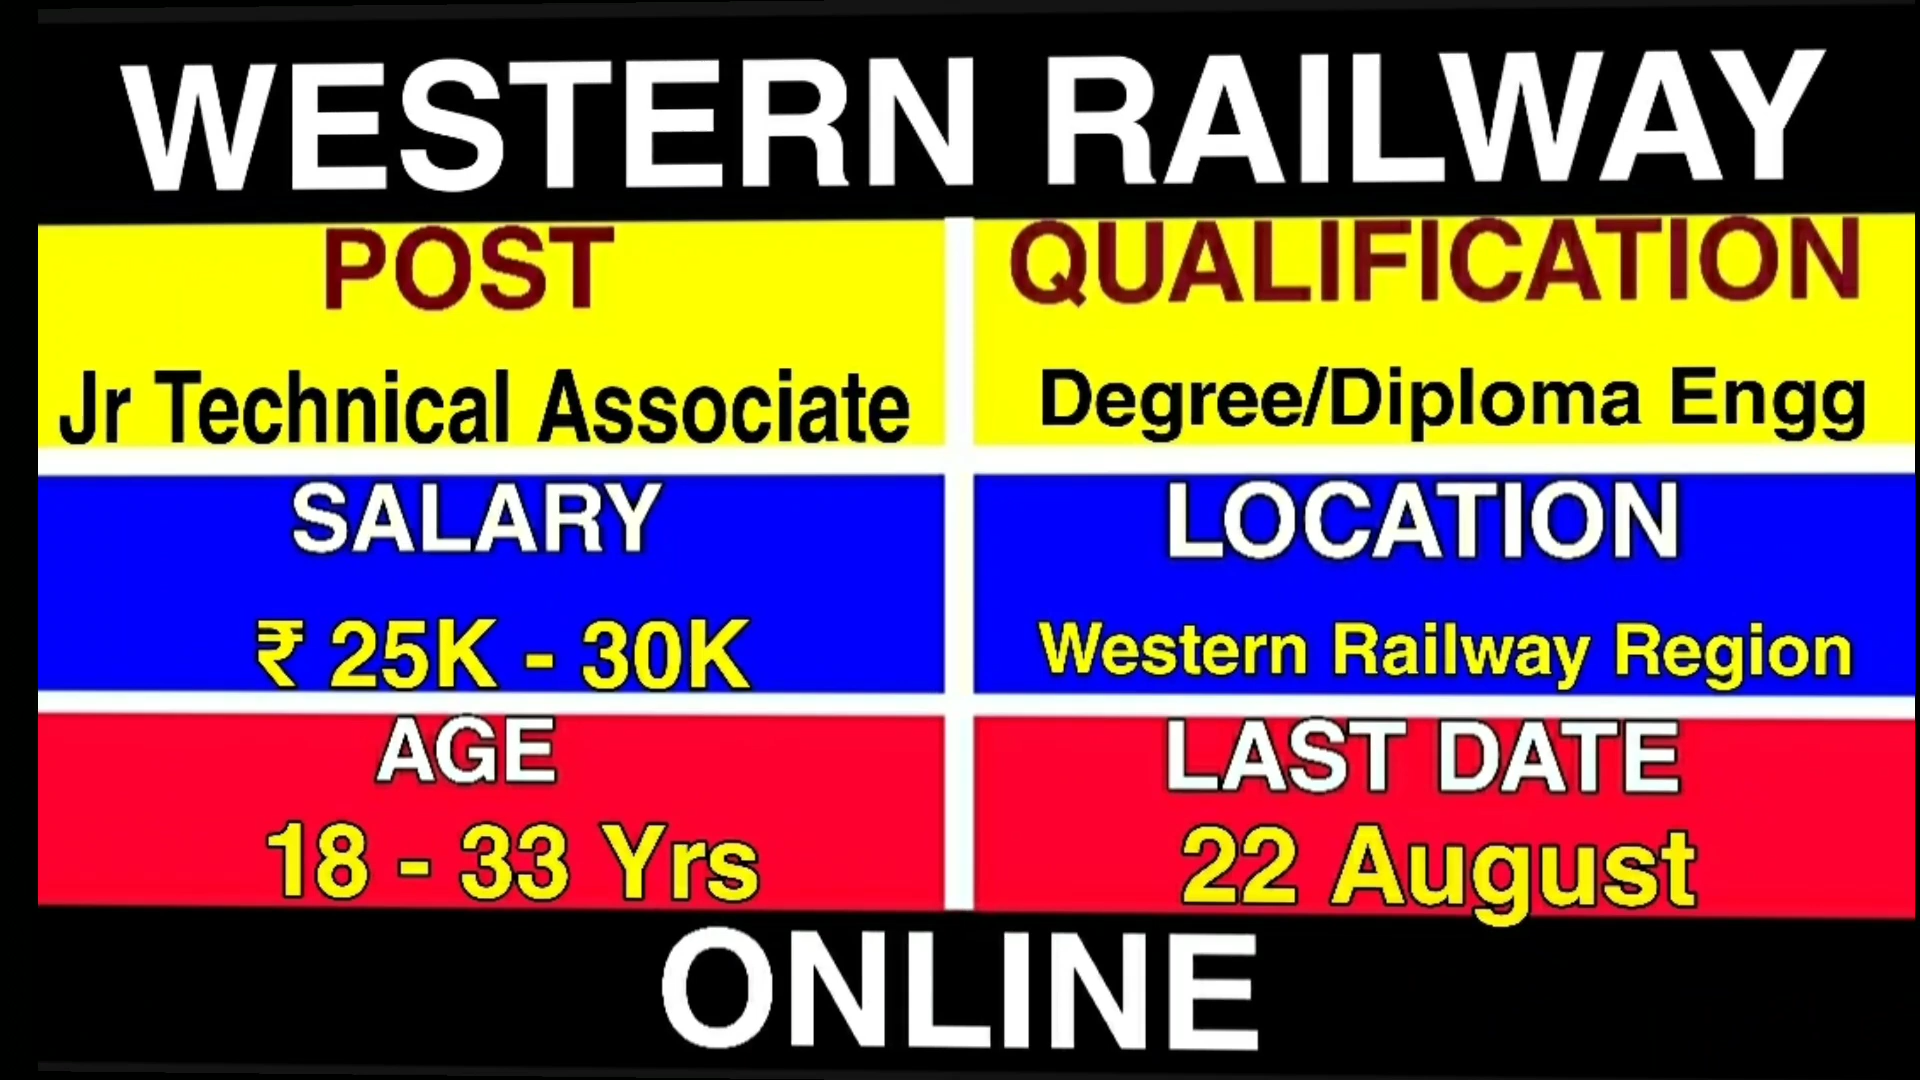 WESTERN RAILWAY
POST
Jr Technical Associate
QUALIFICATION
Degree/Diploma Engg
SALARY
₹ 25K - 30K
LOCATION
Western Railway Region
AGE
18 - 33 Yrs
LAST DATE
22 August
ONLINE